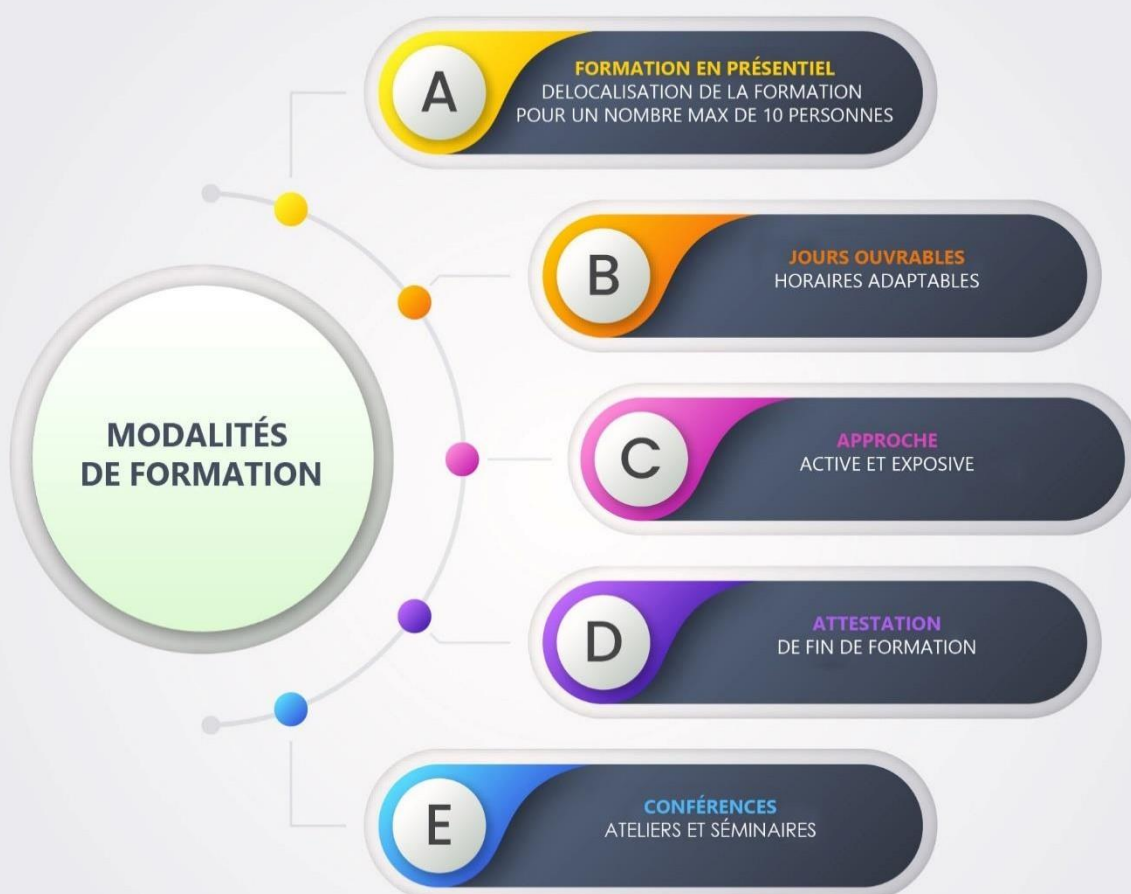 A
FORMATION EN PRÉSENTIEL
DELOCALISATION DE LA FORMATION
POUR UN NOMBRE MAX DE 10 PERSONNES
B
JOURS OUVRABLES
HORAIRES ADAPTABLES
MODALITÉS
DE FORMATION
C
APPROCHE
ACTIVE ET EXPOSIVE
D
ATTESTATION
DE FIN DE FORMATION
E
CONFÉRENCES
ATELIERS ET SÉMINAIRES